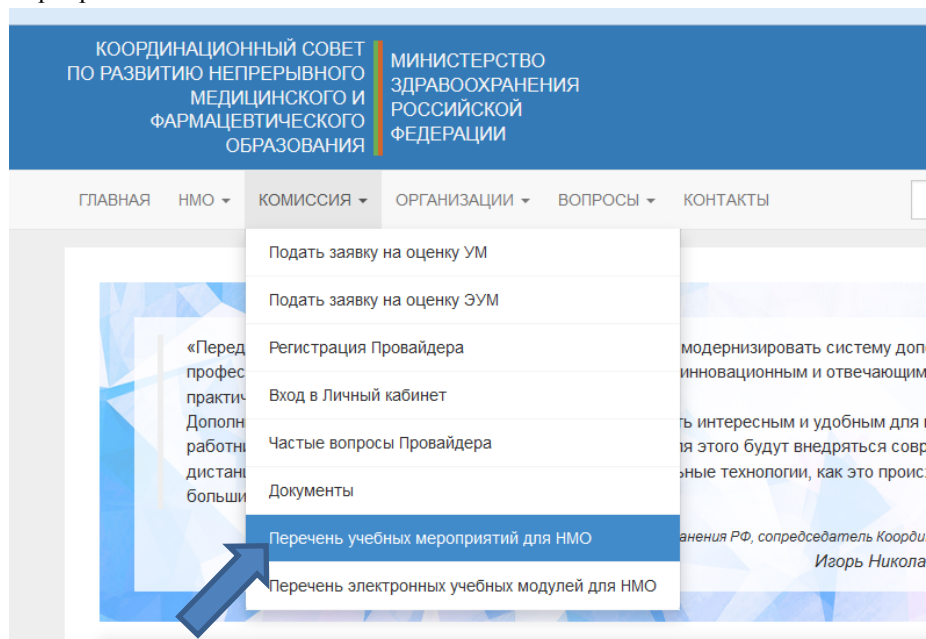 КООРДИНАЦИОННЫЙ СОВЕТ
ПО РАЗВИТИЮ НЕПРЕРЫВНОГО
МЕДИЦИНСКОГО И
ФАРМАЦЕВТИЧЕСКОГО
ОБРАЗОВАНИЯ
МИНИСТЕРСТВО
ЗДРАВООХРАНЕНИЯ
РОССИЙСКОЙ
ФЕДЕРАЦИИ
ГЛАВНАЯ НМО КОМИССИЯ ОРГАНИЗАЦИИ ВОПРОСЫ КОНТАКТЫ
Подать заявку на оценку УМ
Подать заявку на оценку ЭУМ
Регистрация Провайдера
Вход в Личный кабинет
Частые вопросы Провайдера
Документы
Перечень учебных мероприятий для НМО
Перечень электронных учебных модулей для НМО
«Перед
профес
практич
Дополн
работн
дистан
больши
модернизировать систему доп
инновационным и отвечающим
ть интересным и удобным для
ля этого будут внедряться совр
ьные технологии, как это проис
анения РФ, сопредседатель Коорди
Игорь Никола